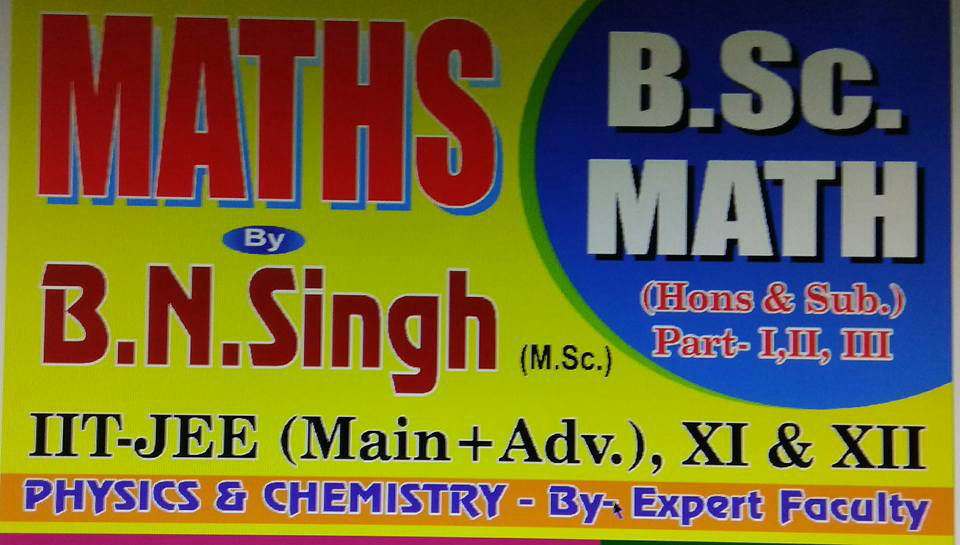 MATHS
By
B.N.Singh
(M.Sc.)
B.Sc.
MATH
(Hons & Sub.)
Part- I,II, III
IIT-JEE (Main+Adv.), XI & XII
PHYSICS & CHEMISTRY - By- Expert Faculty